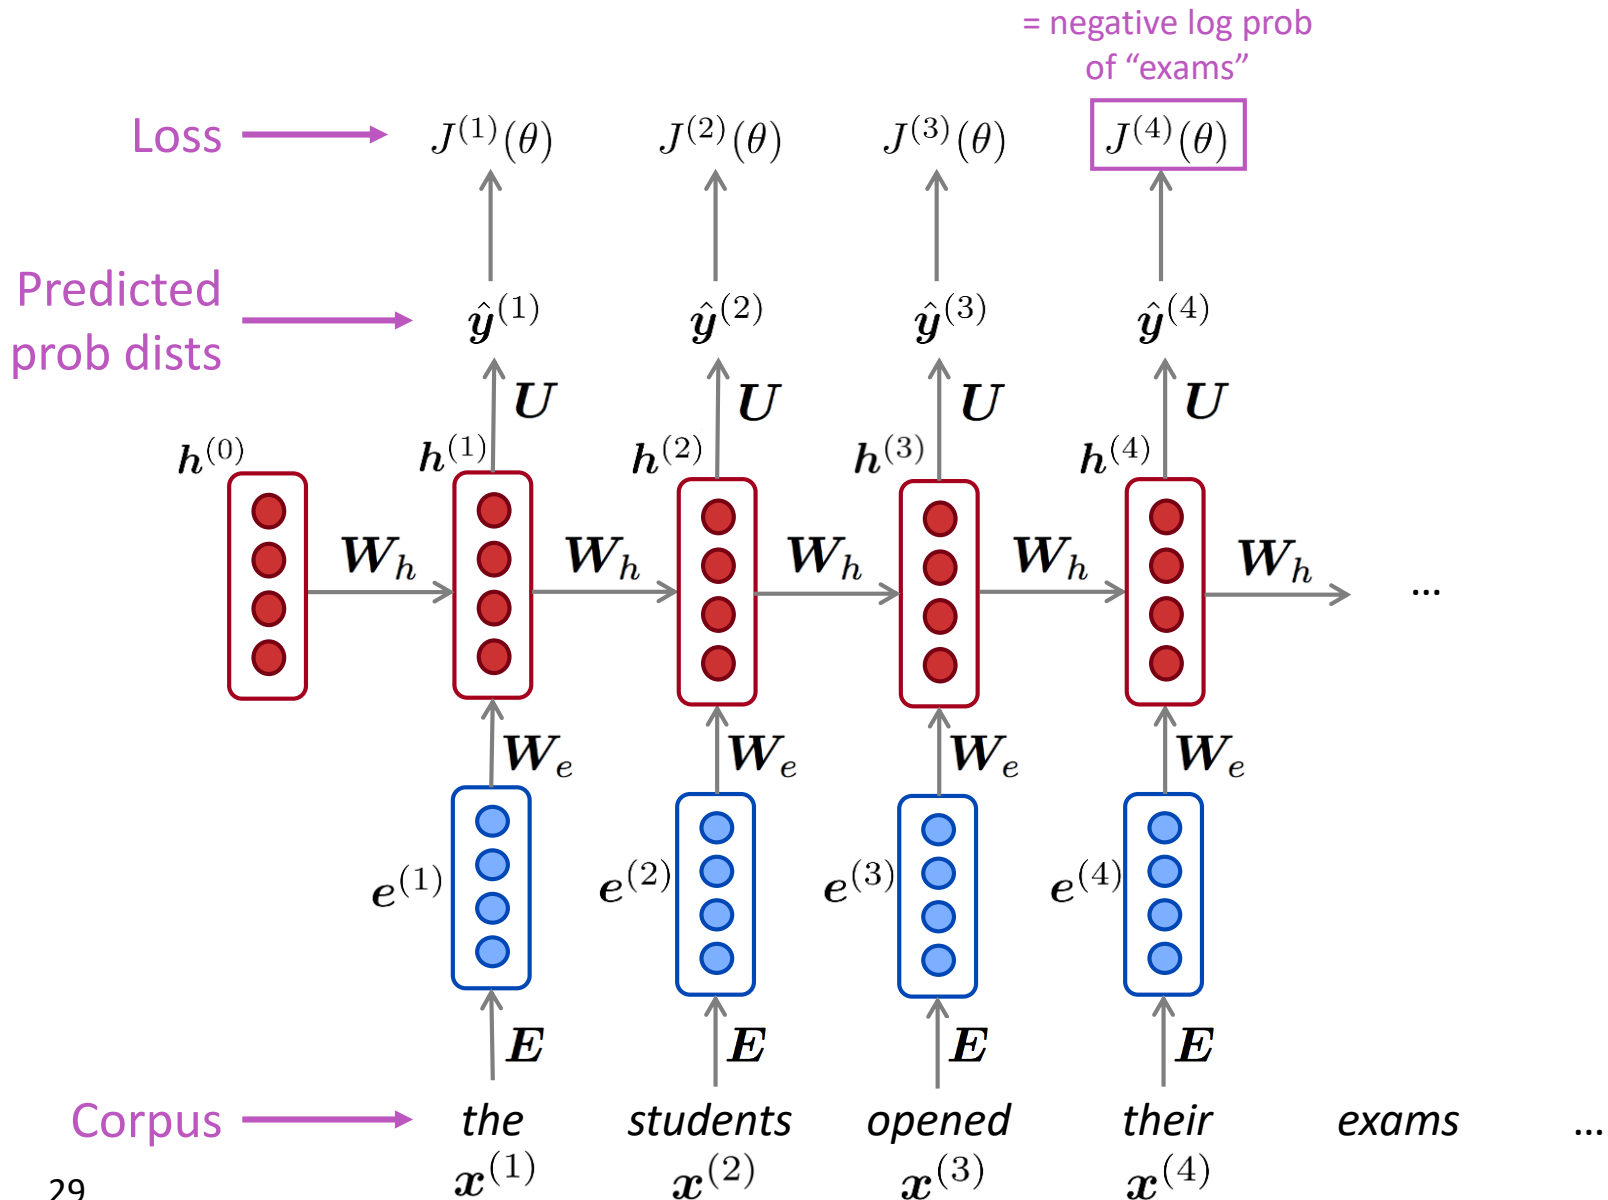 = negative log prob
of “exams”
Loss J^{(1)}(θ) J^{(2)}(θ) J^{(3)}(θ) J^{(4)}(θ)
Predicted
prob dists
ŷ^{(1)} ŷ^{(2)} ŷ^{(3)} ŷ^{(4)}
U U U U
h^{(0)} h^{(1)} h^{(2)} h^{(3)} h^{(4)}
W_h W_h W_h W_h W_h
...
W_e W_e W_e W_e
e^{(1)} e^{(2)} e^{(3)} e^{(4)}
E E E E
Corpus the students opened their exams ...
x^{(1)} x^{(2)} x^{(3)} x^{(4)}
29